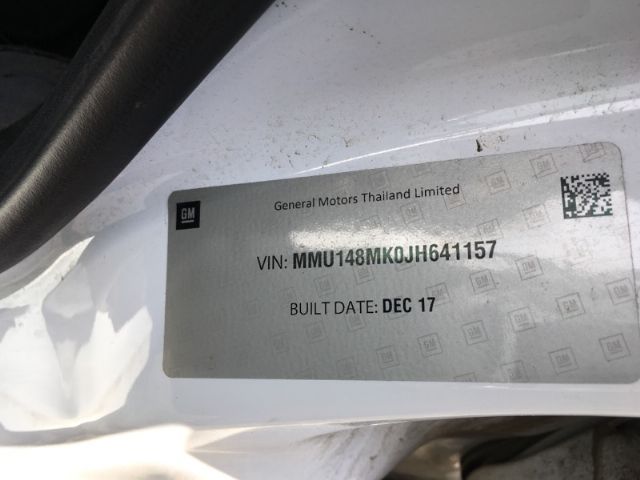 GM
General Motors Thailand Limited
VIN: MMU148MK0JH641157
BUILT DATE: DEC 17